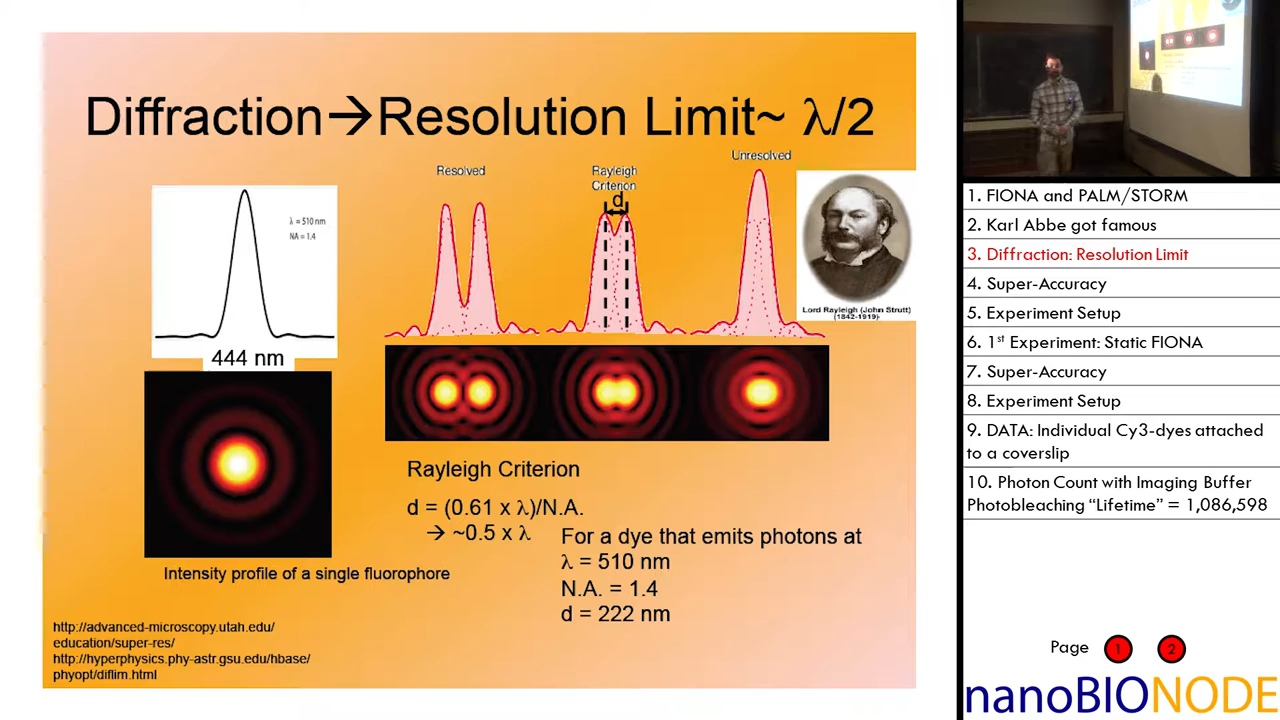 Diffraction→Resolution Limit~ λ/2
λ = 510 nm
NA = 1.4
444 nm
Resolved
Rayleigh
Criterion
d
Unresolved
Lord Rayleigh (John Strutt)
(1842-1919)
Intensity profile of a single fluorophore
Rayleigh Criterion
d = (0.61 x λ)/N.A.
→ ~0.5 x λ
For a dye that emits photons at
λ = 510 nm
N.A. = 1.4
d = 222 nm
http://advanced-microscopy.utah.edu/
education/super-res/
http://hyperphysics.phy-astr.gsu.edu/hbase/
phyopt/diflim.html
1. FIONA and PALM/STORM
2. Karl Abbe got famous
3. Diffraction: Resolution Limit
4. Super-Accuracy
5. Experiment Setup
6. 1st Experiment: Static FIONA
7. Super-Accuracy
8. Experiment Setup
9. DATA: Individual Cy3-dyes attached
to a coverslip
10. Photon Count with Imaging Buffer
Photobleaching “Lifetime” = 1,086,598
Page 1 2
nanoBIONODE